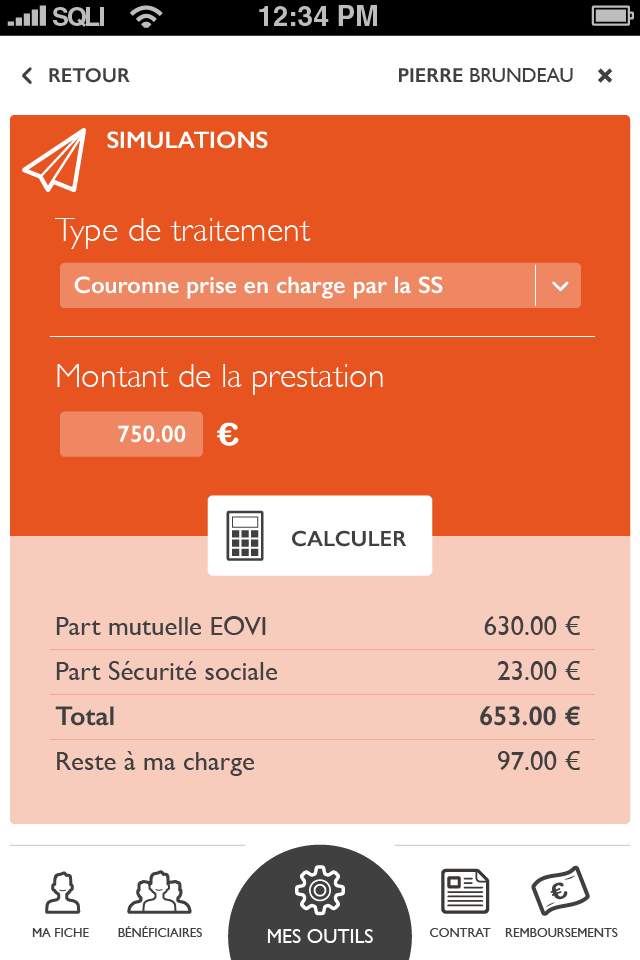 SQLI 12:34 PM
RETOUR PIERRE BRUNDEAU
SIMULATIONS
Type de traitement
Couronne prise en charge par la SS
Montant de la prestation
750.00 €
CALCULER
Part mutuelle EOVI 630.00 €
Part Sécurité sociale 23.00 €
Total 653.00 €
Reste à ma charge 97.00 €
MA FICHE BÉNÉFICIAIRES MES OUTILS CONTRAT REMBOURSEMENTS